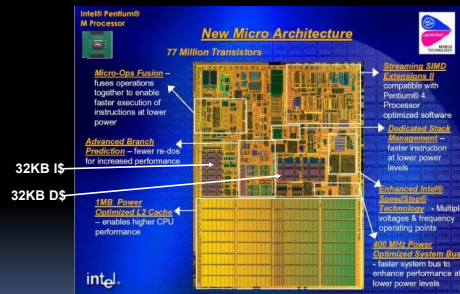 Intel® Pentium®
M Processor
New Micro Architecture
77 Million Transistors
Micro-Ops Fusion –
fuses operations
together to enable
faster execution of
instructions at lower
power
Advanced Branch
Prediction – fewer re-dos
for increased performance
32KB I$
32KB D$
1MB Power
Optimized L2 Cache
– enables higher CPU
performance
Streaming SIMD
Extensions II
compatible with
Pentium® 4
Processor
optimized software
Dedicated Stack
Management –
faster instruction
at lower power
levels
Enhanced Intel®
SpeedStep®
Technology - Multiple
voltages & frequency
operating points
400 MHz Power
Optimized System Bus
- faster system bus to
enhance performance at
lower power levels
intel.